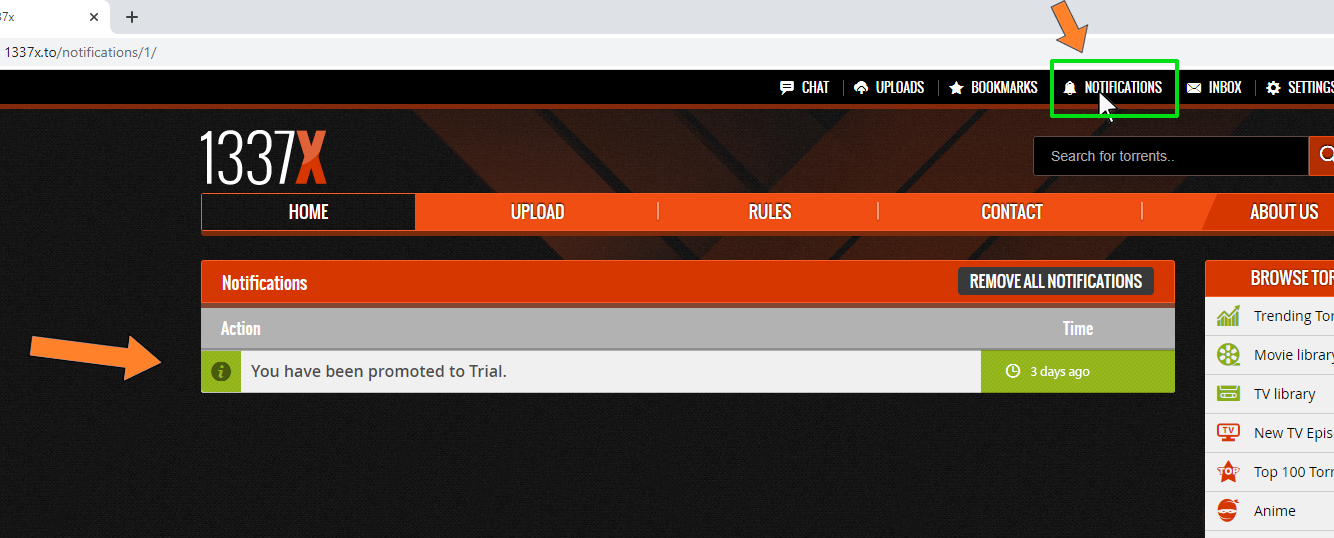 37x
1337x.to/notifications/1/
CHAT UPLOADS BOOKMARKS NOTIFICATIONS INBOX SETTINGS
1337X
Search for torrents..
HOME UPLOAD RULES CONTACT ABOUT US
Notifications REMOVE ALL NOTIFICATIONS BROWSE TOR
Action Time
Trending Tor
Movie library
You have been promoted to Trial. 3 days ago
TV library
TV New TV Epis
TOP Top 100 Torr
Anime